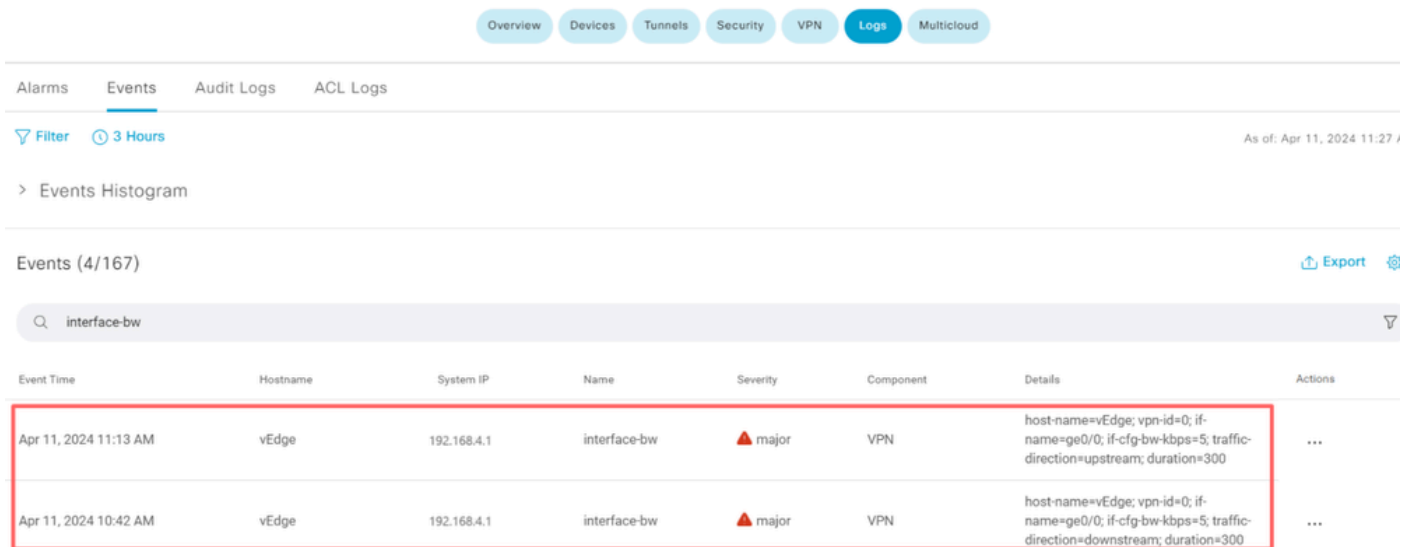 Overview Devices Tunnels Security VPN Logs Multicloud
Alarms Events Audit Logs ACL Logs
Filter 3 Hours
As of: Apr 11, 2024 11:27
> Events Histogram
Events (4/167)
Export
interface-bw
Event Time Hostname System IP Name Severity Component Details Actions
host-name=vEdge; vpn-id=0; if-
Apr 11, 2024 11:13 AM vEdge 192.168.4.1 interface-bw major VPN name=ge0/0; if-cfg-bw-kbps=5; traffic- ...
direction=upstream; duration=300
host-name=vEdge; vpn-id=0; if-
Apr 11, 2024 10:42 AM vEdge 192.168.4.1 interface-bw major VPN name=ge0/0; if-cfg-bw-kbps=5; traffic- ...
direction=downstream; duration=300